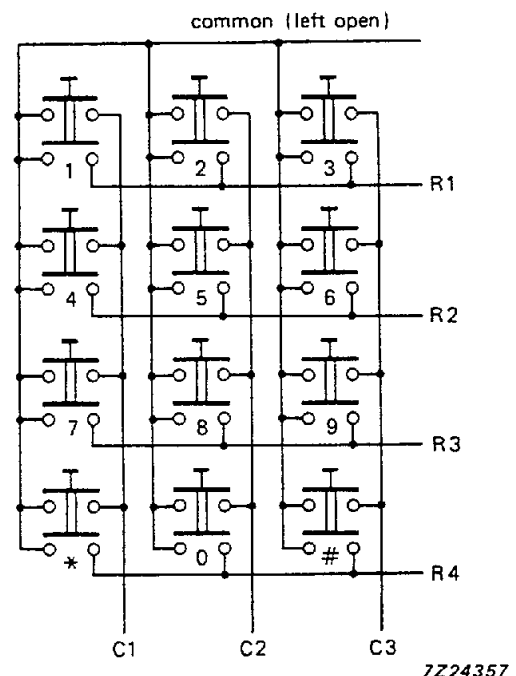 common (left open)
1 2 3
R1
4 5 6
R2
7 8 9
R3
* 0 #
R4
C1 C2 C3
7Z24357